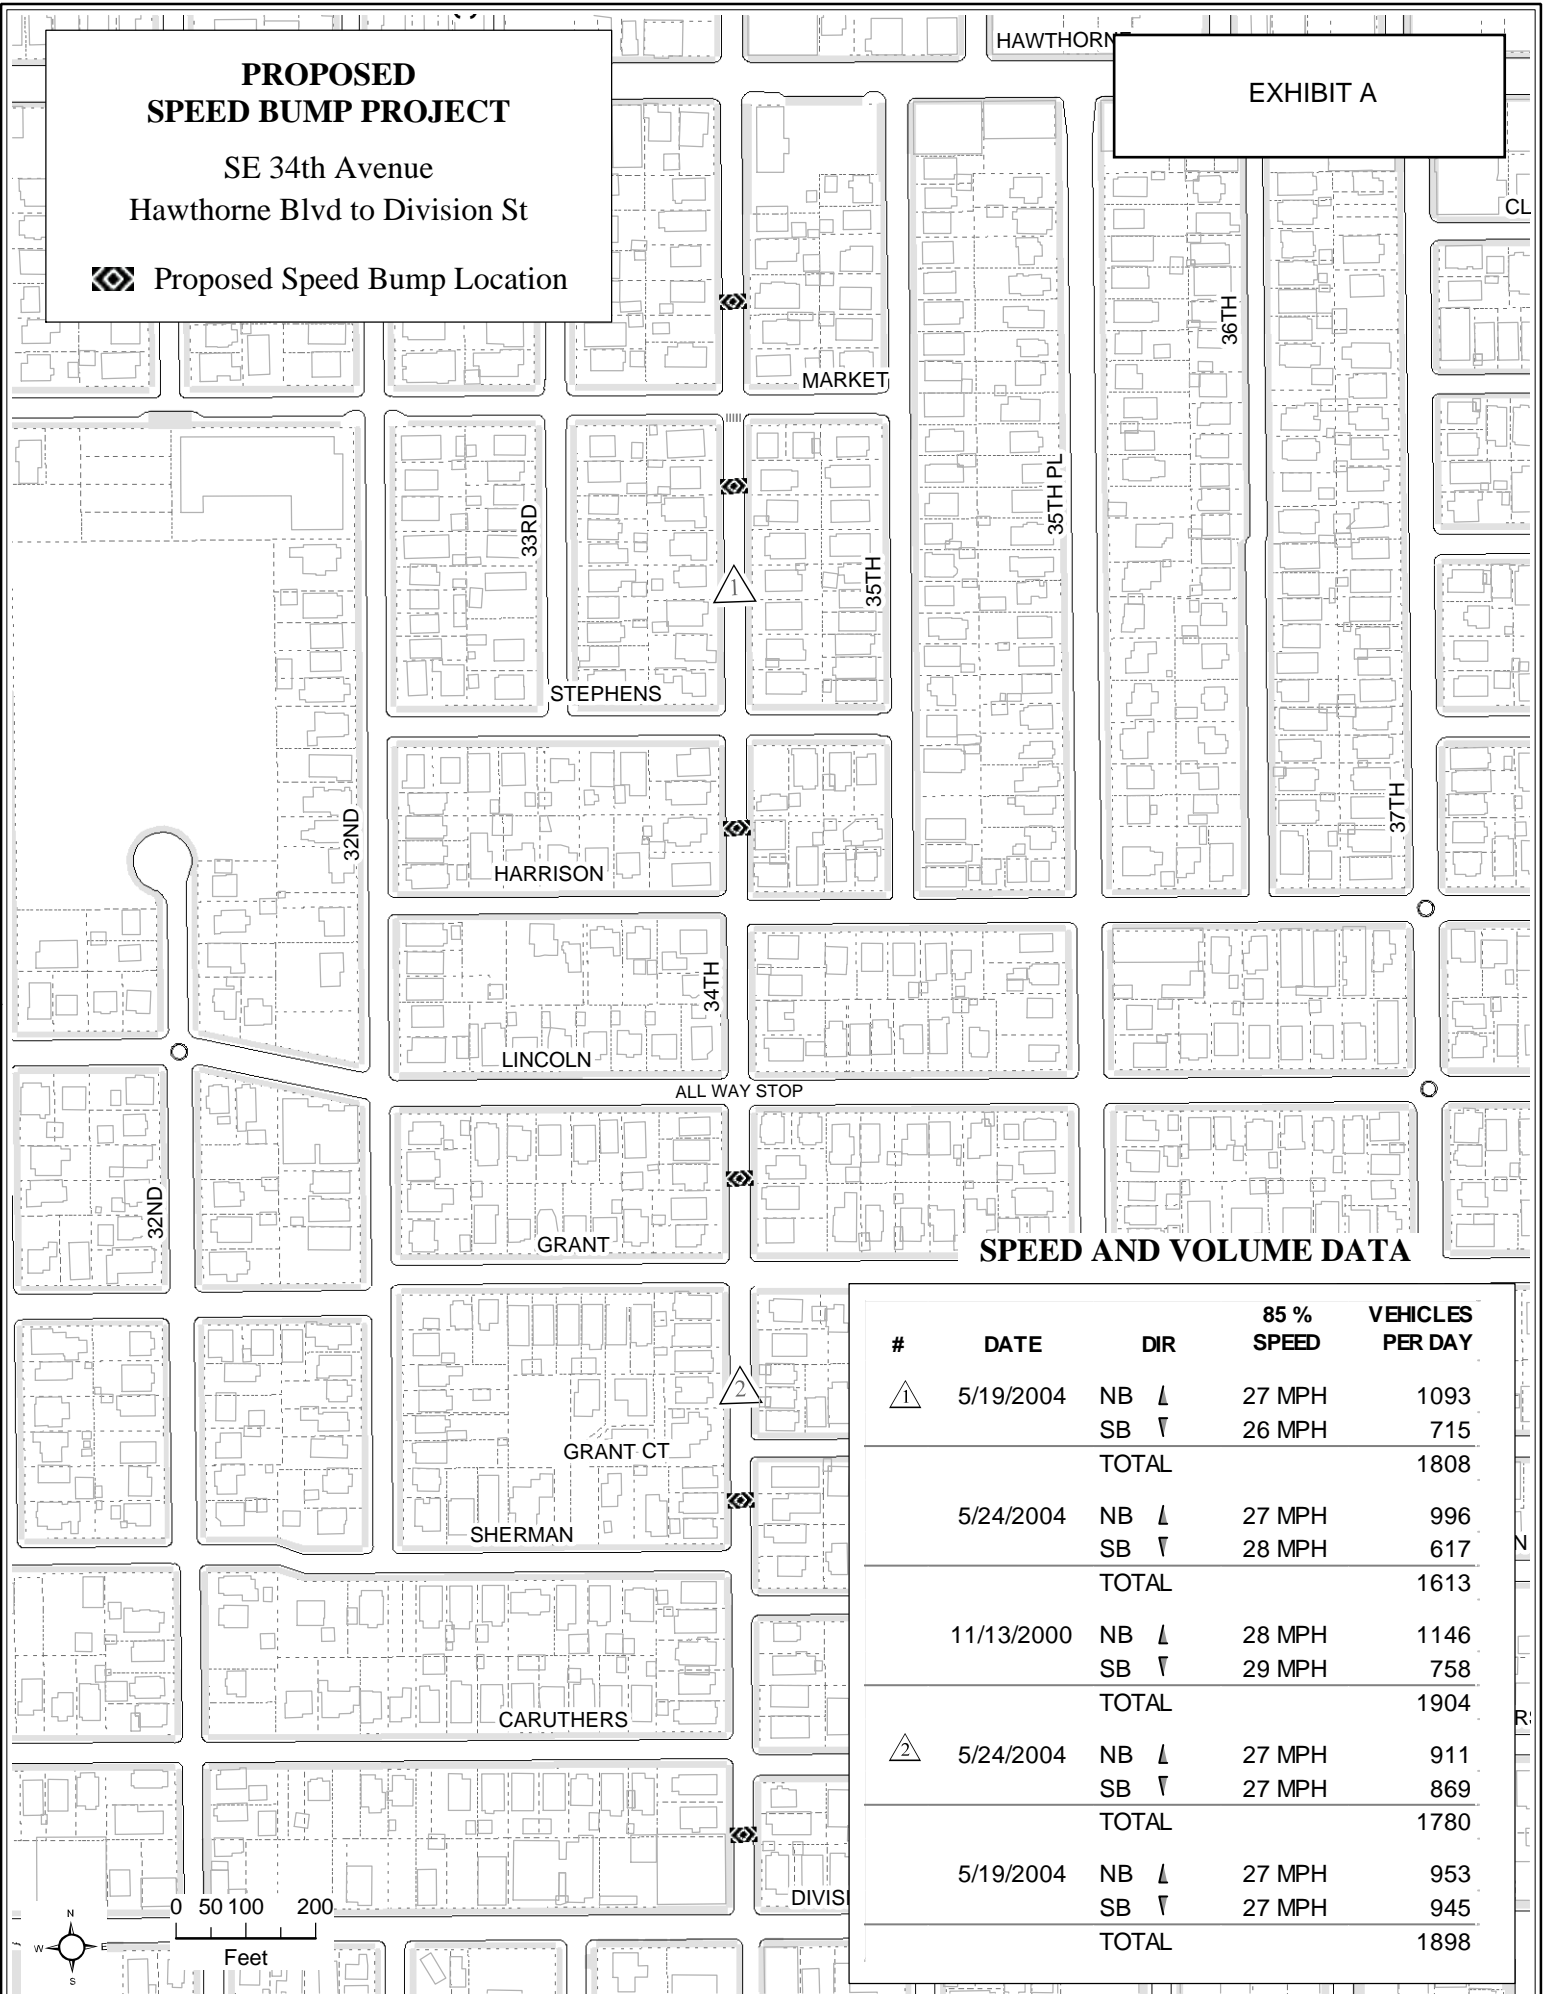 HAWTHORNE
PROPOSED
SPEED BUMP PROJECT
SE 34th Avenue
Hawthorne Blvd to Division St
Proposed Speed Bump Location
EXHIBIT A
CL
36TH
MARKET
35TH PL
33RD
35TH
1
STEPHENS
32ND
37TH
HARRISON
34TH
LINCOLN
ALL WAY STOP
32ND
GRANT
2
GRANT CT
SHERMAN
N
CARUTHERS
DIVISI
SPEED AND VOLUME DATA
# DATE DIR 85 % SPEED VEHICLES PER DAY
1 5/19/2004 NB 27 MPH 1093
SB 26 MPH 715
TOTAL 1808
5/24/2004 NB 27 MPH 996
SB 28 MPH 617
TOTAL 1613
11/13/2000 NB 28 MPH 1146
SB 29 MPH 758
TOTAL 1904
2 5/24/2004 NB 27 MPH 911
SB 27 MPH 869
TOTAL 1780
5/19/2004 NB 27 MPH 953
SB 27 MPH 945
TOTAL 1898
0 50 100 200
Feet
N
W E
S